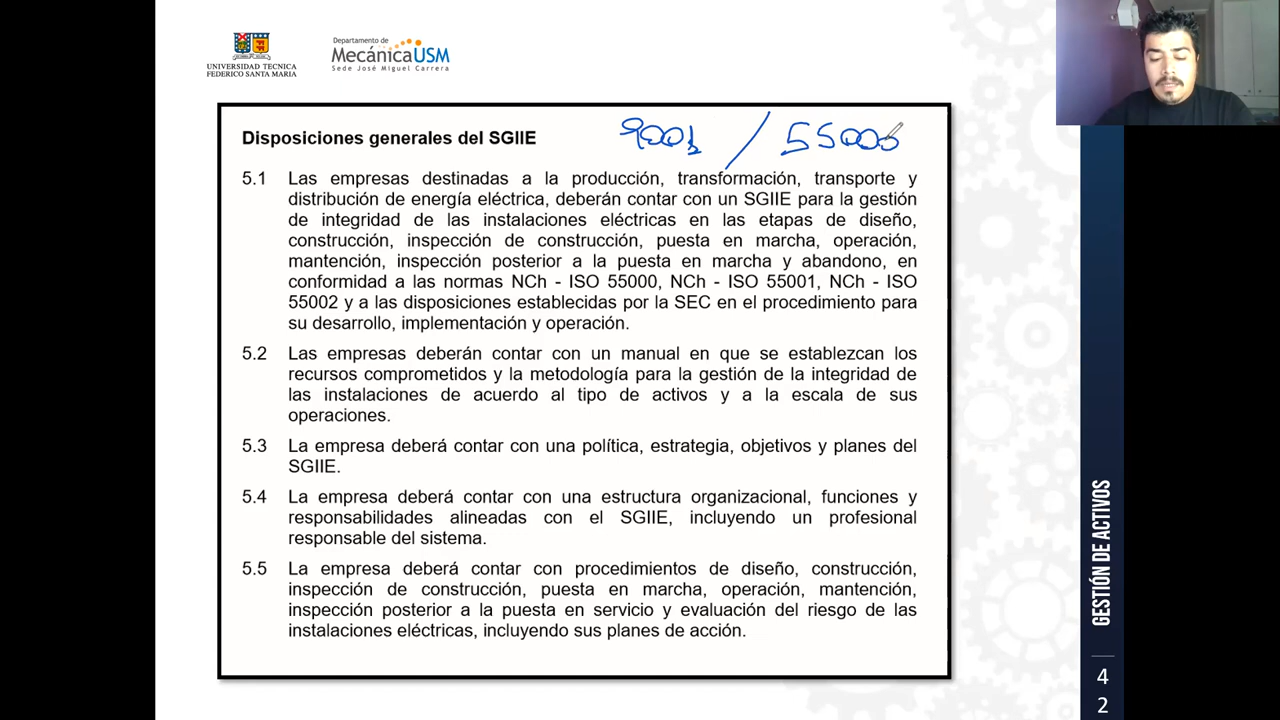 UNIVERSIDAD TECNICA
FEDERICO SANTA MARIA
Departamento de
MecánicaUSM
Sede José Miguel Carrera
Disposiciones generales del SGIIE
9001 / 55000
5.1 Las empresas destinadas a la producción, transformación, transporte y
distribución de energía eléctrica, deberán contar con un SGIIE para la gestión
de integridad de las instalaciones eléctricas en las etapas de diseño,
construcción, inspección de construcción, puesta en marcha, operación,
mantención, inspección posterior a la puesta en marcha y abandono, en
conformidad a las normas NCh - ISO 55000, NCh - ISO 55001, NCh - ISO
55002 y a las disposiciones establecidas por la SEC en el procedimiento para
su desarrollo, implementación y operación.
5.2 Las empresas deberán contar con un manual en que se establezcan los
recursos comprometidos y la metodología para la gestión de la integridad de
las instalaciones de acuerdo al tipo de activos y a la escala de sus
operaciones.
5.3 La empresa deberá contar con una política, estrategia, objetivos y planes del
SGIIE.
5.4 La empresa deberá contar con una estructura organizacional, funciones y
responsabilidades alineadas con el SGIIE, incluyendo un profesional
responsable del sistema.
5.5 La empresa deberá contar con procedimientos de diseño, construcción,
inspección de construcción, puesta en marcha, operación, mantención,
inspección posterior a la puesta en servicio y evaluación del riesgo de las
instalaciones eléctricas, incluyendo sus planes de acción.
GESTIÓN DE ACTIVOS
4
2